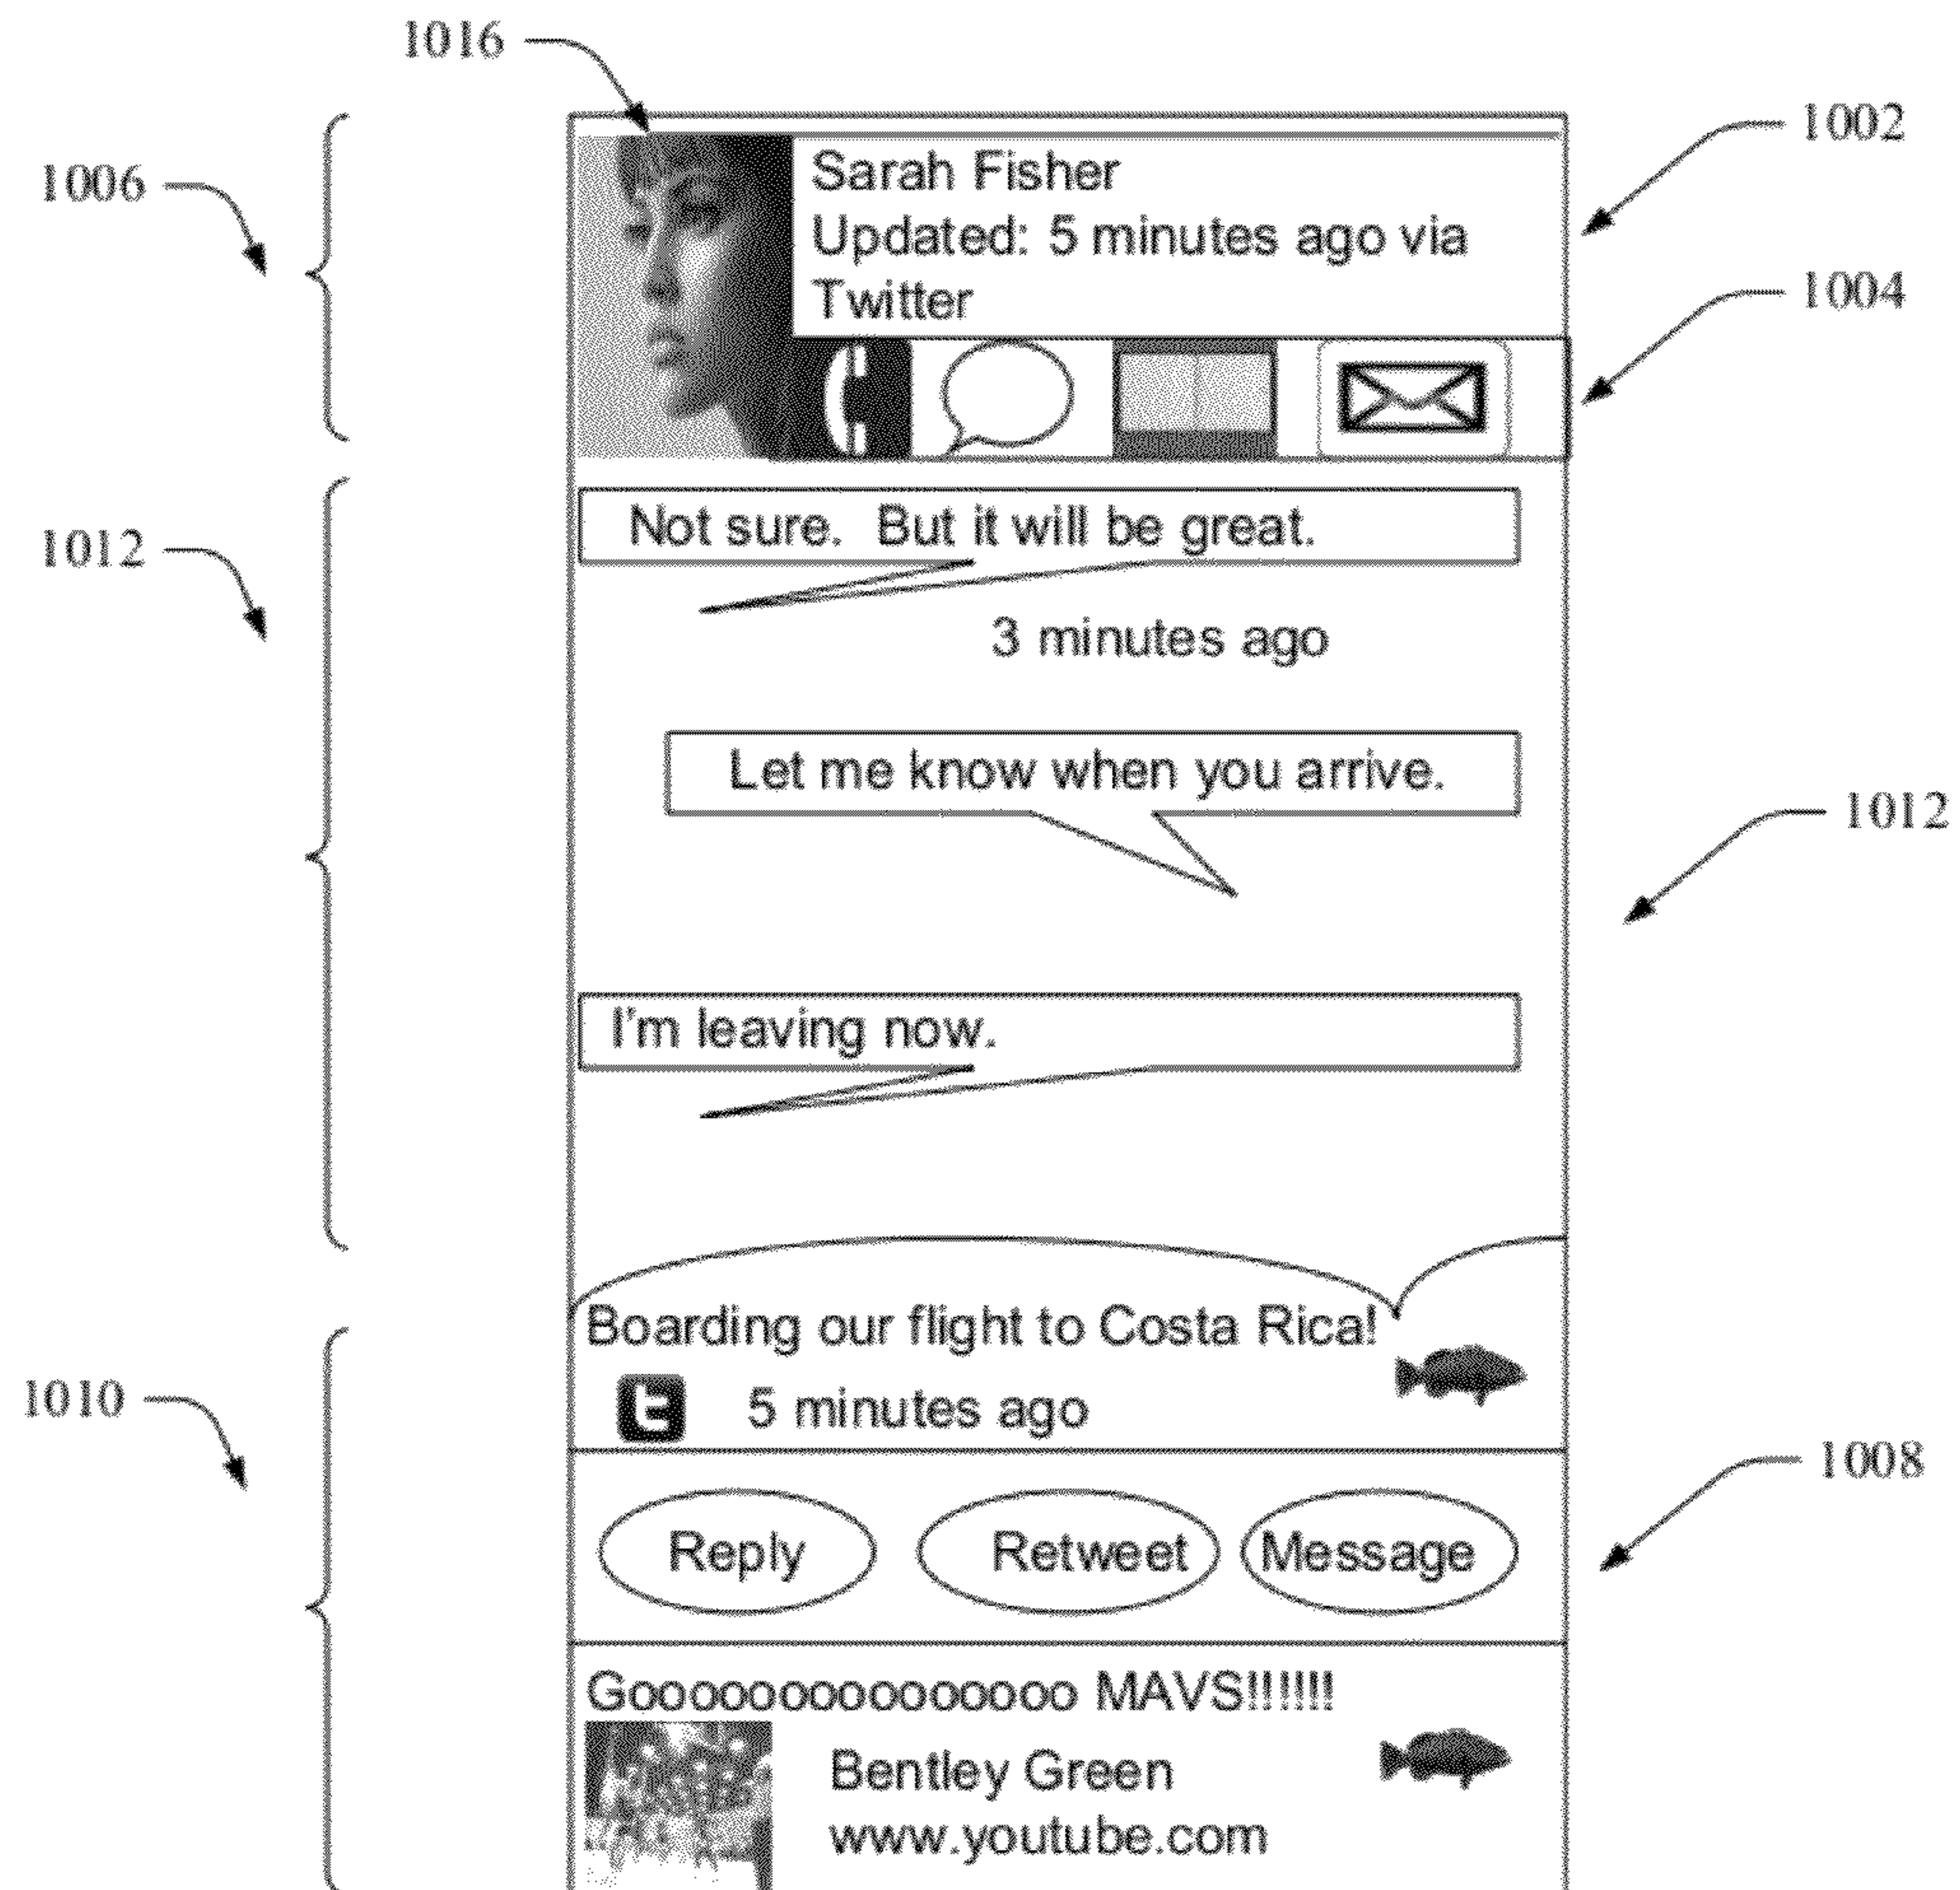 1016
1002
1006
Sarah Fisher
Updated: 5 minutes ago via
Twitter
1004
Not sure. But it will be great.
1012
3 minutes ago
Let me know when you arrive.
1012
I'm leaving now.
Boarding our flight to Costa Rica!
1010
t 5 minutes ago
1008
Reply Retweet Message
Gooooooooooooooo MAVS!!!!!!
Bentley Green
www.youtube.com